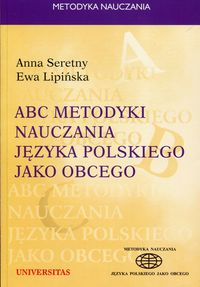 METODYKA NAUCZANIA
Anna Seretny
Ewa Lipińska
ABC METODYKI
NAUCZANIA
JĘZYKA POLSKIEGO
JAKO OBCEGO
UNIVERSITAS
METODYKA NAUCZANIA
JĘZYKA POLSKIEGO JAKO OBCEGO